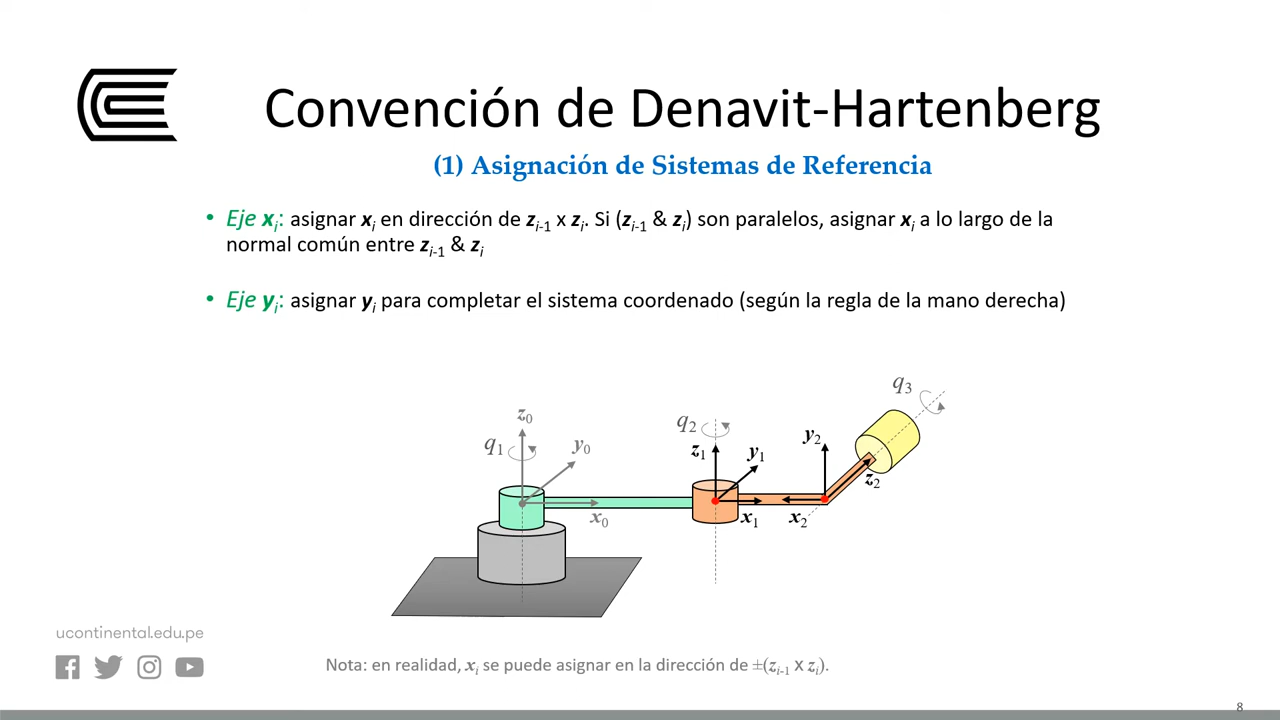 Convención de Denavit-Hartenberg
(1) Asignación de Sistemas de Referencia
• Eje xi: asignar xi en dirección de zi-1 x zi. Si (zi-1 & zi) son paralelos, asignar xi a lo largo de la
normal común entre zi-1 & zi
• Eje yi: asignar yi para completar el sistema coordenado (según la regla de la mano derecha)
q3
z0
q1
y0
q2
z1
y1
y2
z2
x0
x1
x2
ucontinental.edu.pe
Nota: en realidad, xi se puede asignar en la dirección de ±(zi-1 x zi).
8